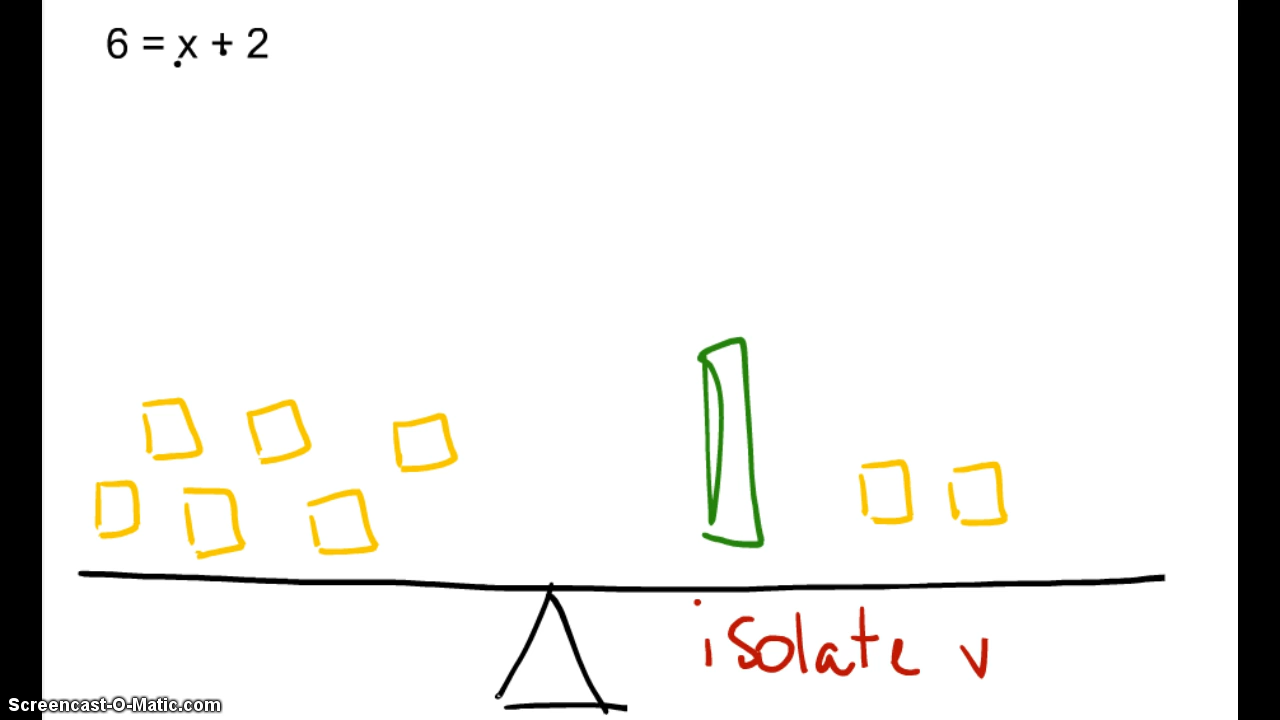 6 = x + 2
isolate v
Screencast-O-Matic.com